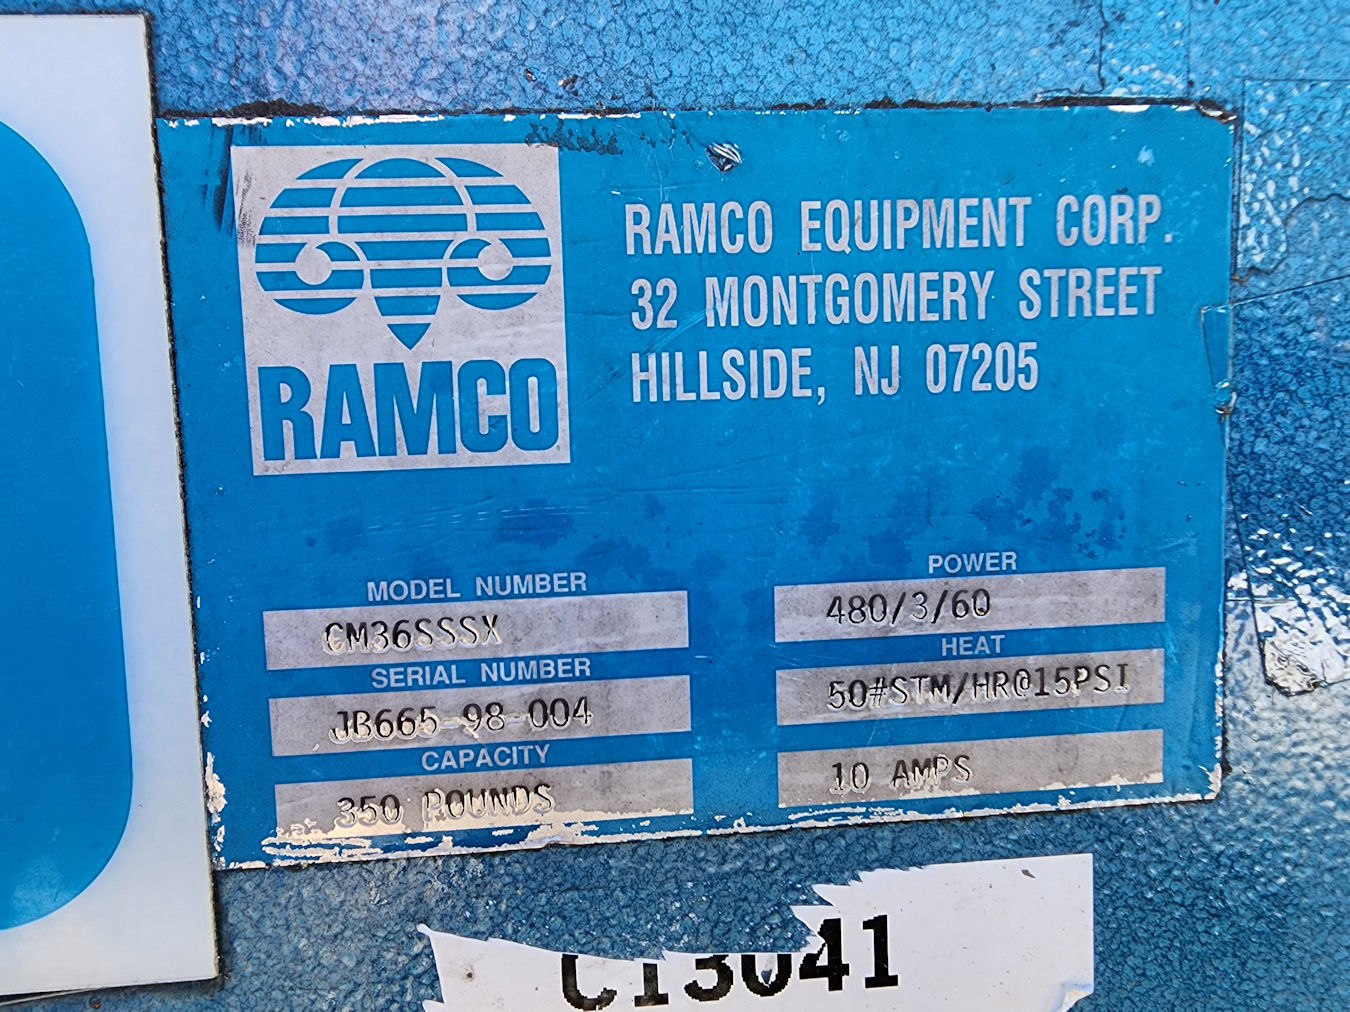 RAMCO
RAMCO EQUIPMENT CORP.
32 MONTGOMERY STREET
HILLSIDE, NJ 07205
MODEL NUMBER
CM36SSSX
SERIAL NUMBER
JB665-98-004
CAPACITY
350 POUNDS
POWER
480/3/60
HEAT
50#STM/HR@15PSI
10 AMPS
C13041